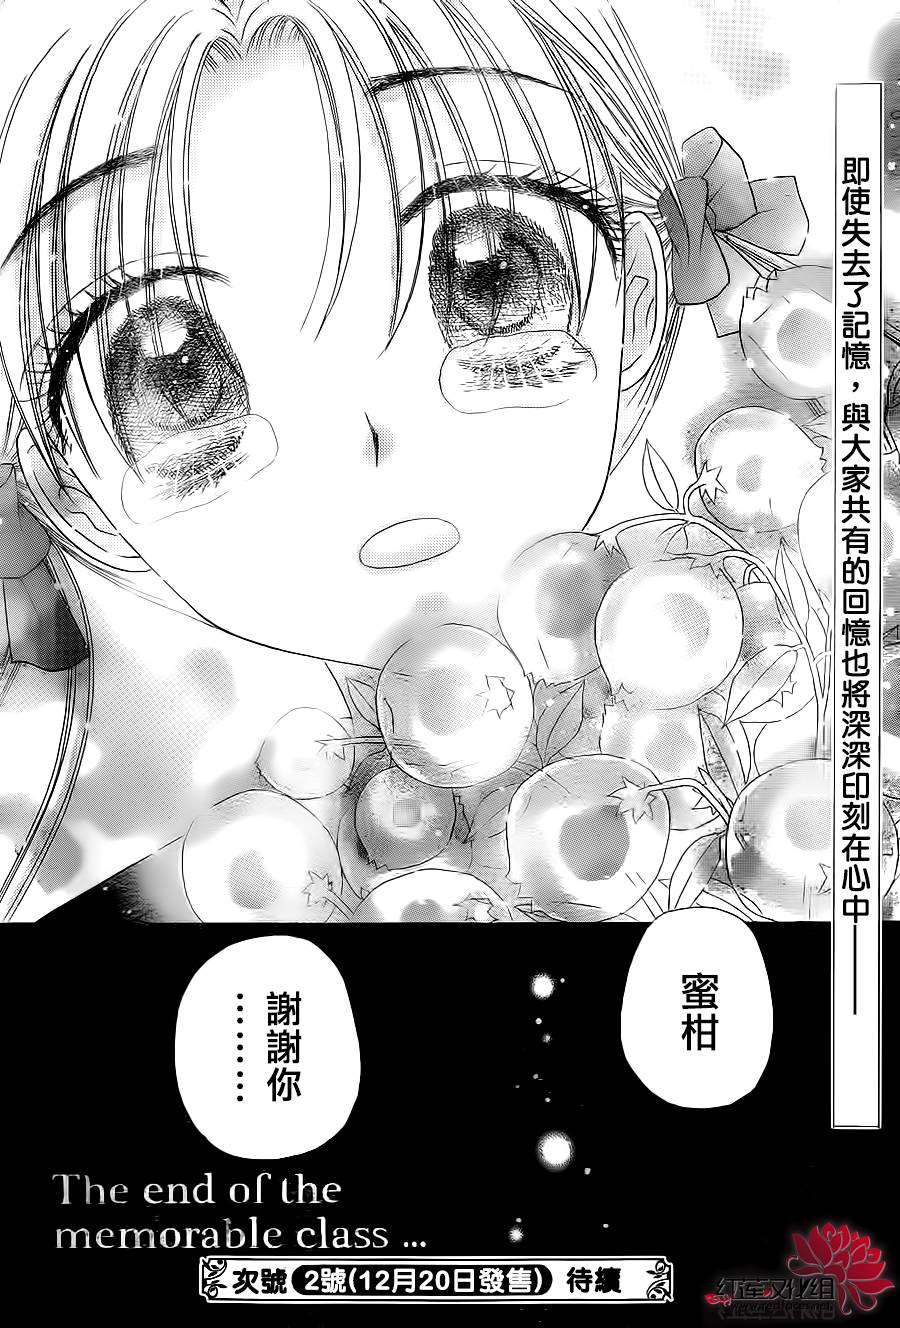 即使失去了記憶，與大家共有的回憶也將深深印刻在心中——
蜜柑
謝謝你
………
The end of the
memorable class ...
次號 2號(12月20日發售) 待續
红莲汉化组